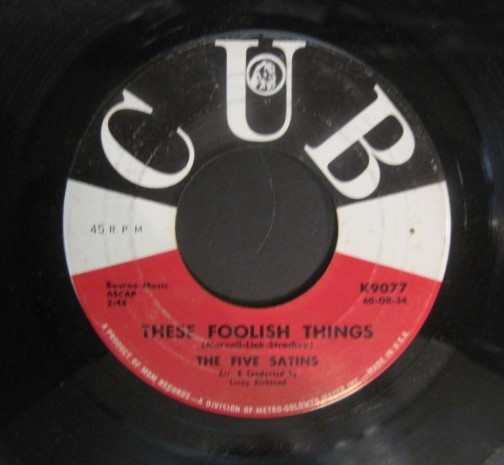 CUB
45 RPM
Bourne Music
ASCAP
2:48
K9077
60-OR-34
THESE FOOLISH THINGS
(Marvell-Link-Strachey)
THE FIVE SATINS
Arr. & Conducted by
Leroy Kirkland
A PRODUCT OF MGM RECORDS—A DIVISION OF METRO-GOLDWYN-MAYER INC.—MADE IN U.S.A.